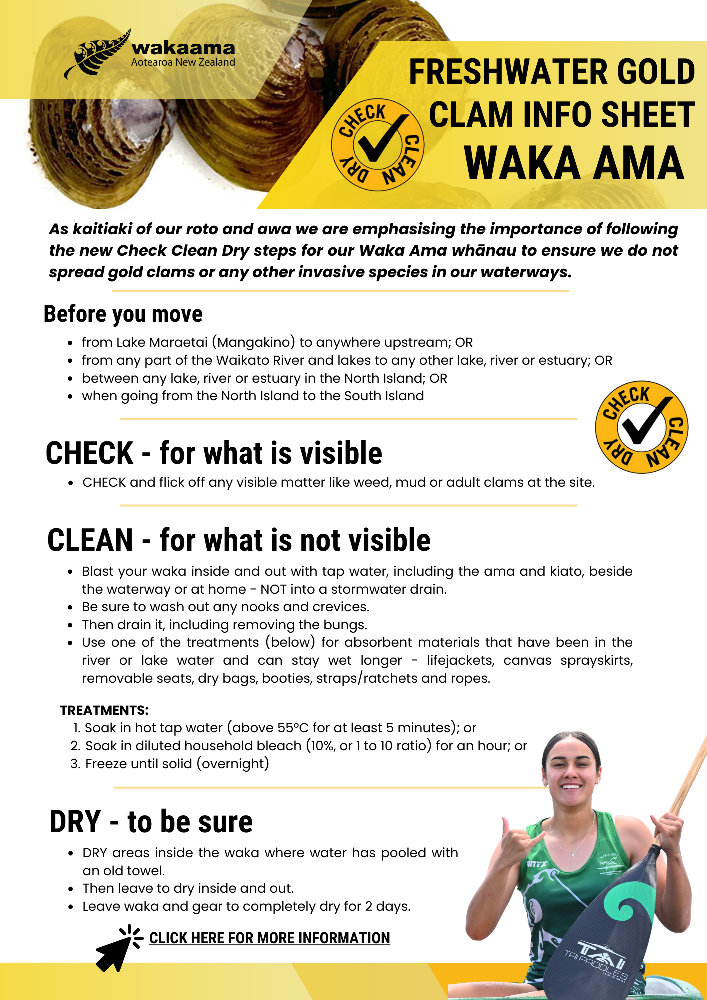 wakaama
Aotearoa New Zealand
FRESHWATER GOLD
CLAM INFO SHEET
WAKA AMA
CHECK CLEAN DRY
As kaitiaki of our roto and awa we are emphasising the importance of following
the new Check Clean Dry steps for our Waka Ama whānau to ensure we do not
spread gold clams or any other invasive species in our waterways.
Before you move
• from Lake Maraetai (Mangakino) to anywhere upstream; OR
• from any part of the Waikato River and lakes to any other lake, river or estuary; OR
• between any lake, river or estuary in the North Island; OR
• when going from the North Island to the South Island
CHECK CLEAN DRY
CHECK - for what is visible
• CHECK and flick off any visible matter like weed, mud or adult clams at the site.
CLEAN - for what is not visible
• Blast your waka inside and out with tap water, including the ama and kiato, beside
the waterway or at home - NOT into a stormwater drain.
• Be sure to wash out any nooks and crevices.
• Then drain it, including removing the bungs.
• Use one of the treatments (below) for absorbent materials that have been in the
river or lake water and can stay wet longer - lifejackets, canvas sprayskirts,
removable seats, dry bags, booties, straps/ratchets and ropes.
TREATMENTS:
1. Soak in hot tap water (above 55°C for at least 5 minutes); or
2. Soak in diluted household bleach (10%, or 1 to 10 ratio) for an hour; or
3. Freeze until solid (overnight)
DRY - to be sure
• DRY areas inside the waka where water has pooled with
an old towel.
• Then leave to dry inside and out.
• Leave waka and gear to completely dry for 2 days.
CLICK HERE FOR MORE INFORMATION
ONYX
WAKA AMA
TAI
TAI PADDLES
WAKA AMA